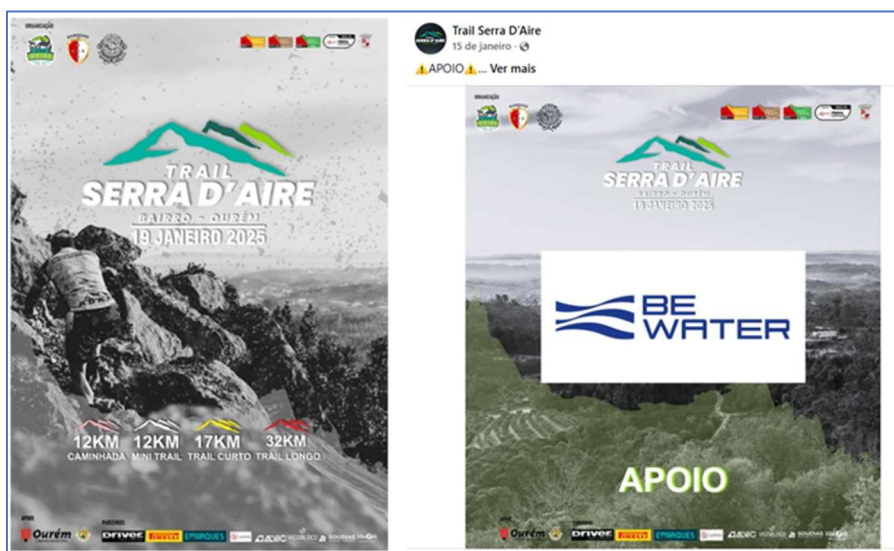 ORGANIZAÇÃO
TRAIL
SERRA D'AIRE
BAIRRO - OURÉM
19 JANEIRO 2025
12KM 12KM 17KM 32KM
CAMINHADA MINI TRAIL TRAIL CURTO TRAIL LONGO
APOIO PARCEIROS
Ourém DRIVER PIRELLI EMARQUES
Trail Serra D'Aire
15 de janeiro
⚠️APOIO⚠️... Ver mais
ORGANIZAÇÃO
TRAIL
SERRA D'AIRE
BAIRRO - OURÉM
19 JANEIRO 2025
BE
WATER
APOIO
Ourém DRIVER PIRELLI EMARQUES